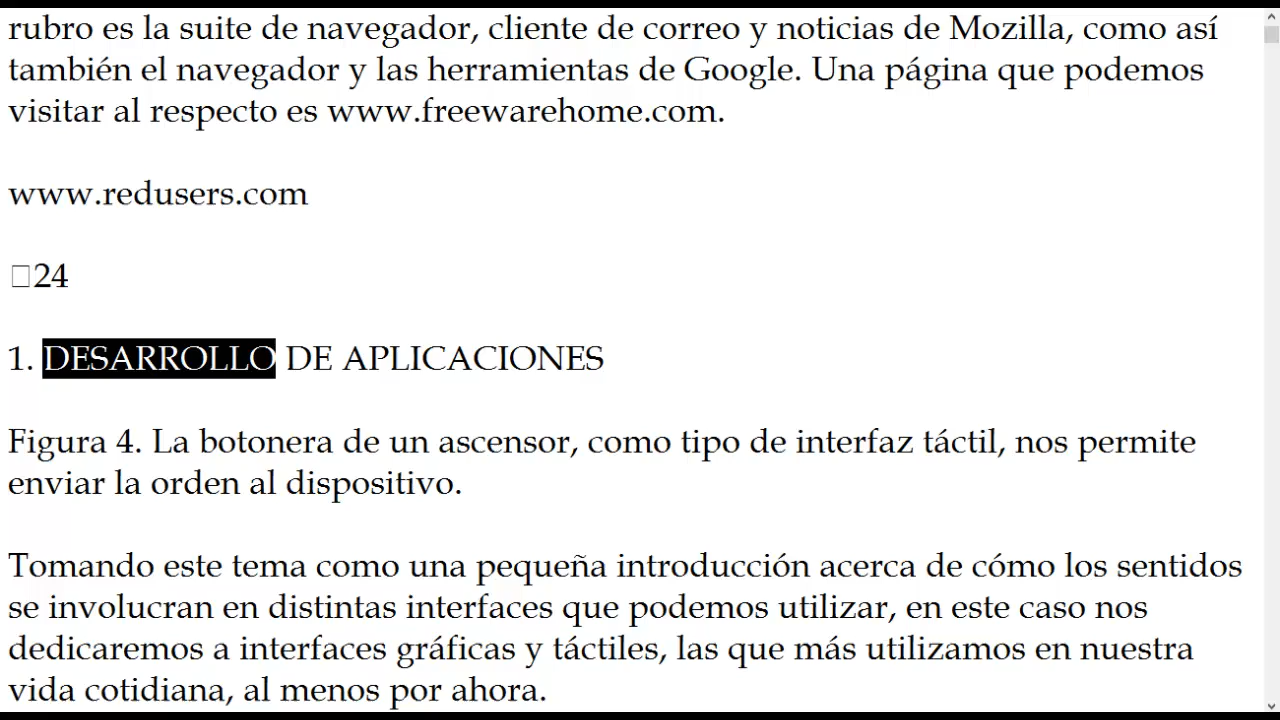 rubro es la suite de navegador, cliente de correo y noticias de Mozilla, como así
también el navegador y las herramientas de Google. Una página que podemos
visitar al respecto es www.freewarehome.com.
www.redusers.com
□24
1. DESARROLLO DE APLICACIONES
Figura 4. La botonera de un ascensor, como tipo de interfaz táctil, nos permite
enviar la orden al dispositivo.
Tomando este tema como una pequeña introducción acerca de cómo los sentidos
se involucran en distintas interfaces que podemos utilizar, en este caso nos
dedicaremos a interfaces gráficas y táctiles, las que más utilizamos en nuestra
vida cotidiana, al menos por ahora.